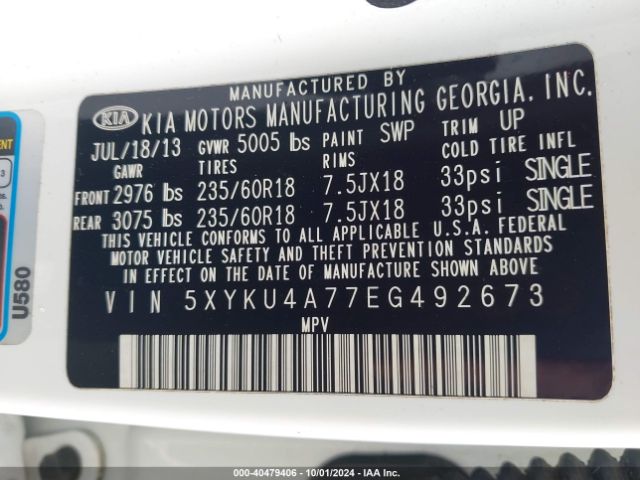 MANUFACTURED BY
KIA KIA MOTORS MANUFACTURING GEORGIA, INC.
JUL/18/13 GVWR 5005 lbs PAINT SWP TRIM UP
GAWR TIRES RIMS COLD TIRE INFL
FRONT 2976 lbs 235/60R18 7.5JX18 33psi SINGLE
REAR 3075 lbs 235/60R18 7.5JX18 33psi SINGLE
THIS VEHICLE CONFORMS TO ALL APPLICABLE U.S.A. FEDERAL
MOTOR VEHICLE SAFETY AND THEFT PREVENTION STANDARDS
IN EFFECT ON THE DATE OF MANUFACTURE SHOWN ABOVE.
VIN 5XYKU4A77EG492673
MPV
U580
000-40479406 - 10/01/2024 - IAA Inc.